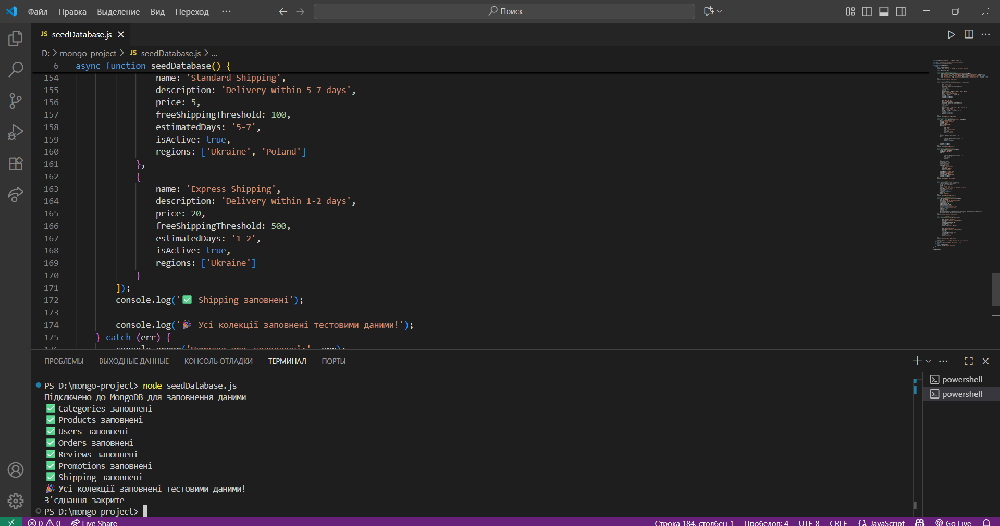 Файл Правка Выделение Вид Переход ··· Поиск
JS seedDatabase.js
D: > mongo-project > JS seedDatabase.js > ...
6 async function seedDatabase() {
154 name: 'Standard Shipping',
155 description: 'Delivery within 5-7 days',
156 price: 5,
157 freeShippingThreshold: 100,
158 estimatedDays: '5-7',
159 isActive: true,
160 regions: ['Ukraine', 'Poland']
161 },
162 {
163 name: 'Express Shipping',
164 description: 'Delivery within 1-2 days',
165 price: 20,
166 freeShippingThreshold: 500,
167 estimatedDays: '1-2',
168 isActive: true,
169 regions: ['Ukraine']
170 }
171 ]);
172 console.log('✅ Shipping заповнені');
173
174 console.log('🎉 Усі колекції заповнені тестовими даними!');
175 } catch (err) {
176 console.error('Помилка при заповненні:', err);
ПРОБЛЕМЫ ВЫХОДНЫЕ ДАННЫЕ КОНСОЛЬ ОТЛАДКИ ТЕРМИНАЛ ПОРТЫ
PS D:\mongo-project> node seedDatabase.js
Підключено до MongoDB для заповнення даними
✅ Categories заповнені
✅ Products заповнені
✅ Users заповнені
✅ Orders заповнені
✅ Reviews заповнені
✅ Promotions заповнені
✅ Shipping заповнені
🎉 Усі колекції заповнені тестовими даними!
З'єднання закрите
PS D:\mongo-project>
powershell
powershell
0 0 Live Share Строка 184, столбец 1 Пробелов: 4 UTF-8 CRLF {} JavaScript Go Live